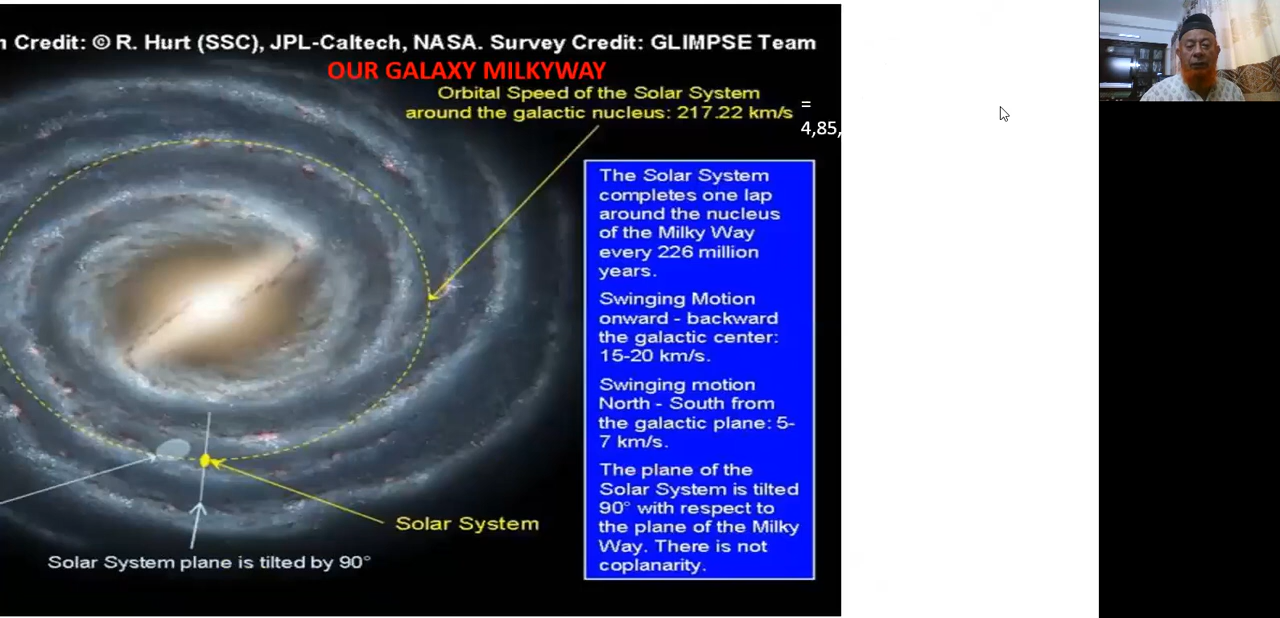 Credit: © R. Hurt (SSC), JPL-Caltech, NASA. Survey Credit: GLIMPSE Team
OUR GALAXY MILKYWAY
Orbital Speed of the Solar System
around the galactic nucleus: 217.22 km/s
=
4,85,
The Solar System
completes one lap
around the nucleus
of the Milky Way
every 226 million
years.
Swinging Motion
onward - backward
the galactic center:
15-20 km/s.
Swinging motion
North - South from
the galactic plane: 5-
7 km/s.
The plane of the
Solar System is tilted
90° with respect to
the plane of the Milky
Way. There is not
coplanarity.
Solar System
Solar System plane is tilted by 90°